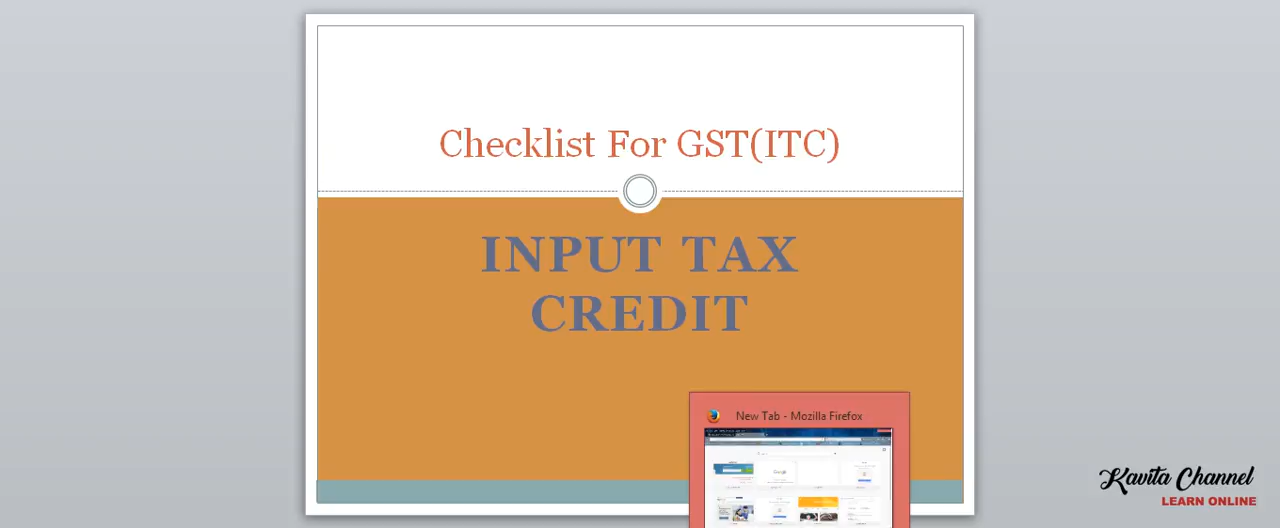 Checklist For GST(ITC)
INPUT TAX
CREDIT
New Tab - Mozilla Firefox
Kavita Channel
LEARN ONLINE